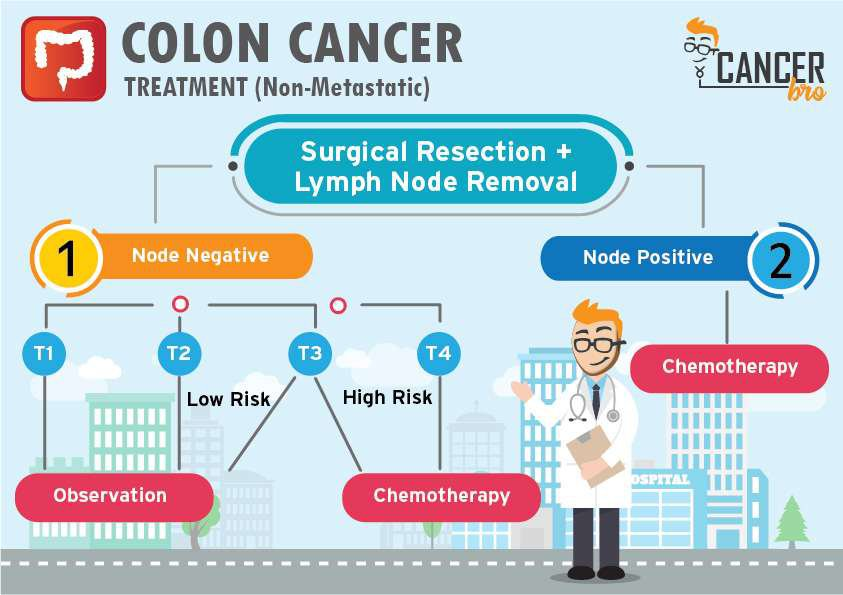 COLON CANCER
TREATMENT (Non-Metastatic)
CANCER
bro
Surgical Resection +
Lymph Node Removal
1
Node Negative
Node Positive
2
T1
T2
T3
T4
Chemotherapy
Low Risk
High Risk
Observation
Chemotherapy
HOSPITAL